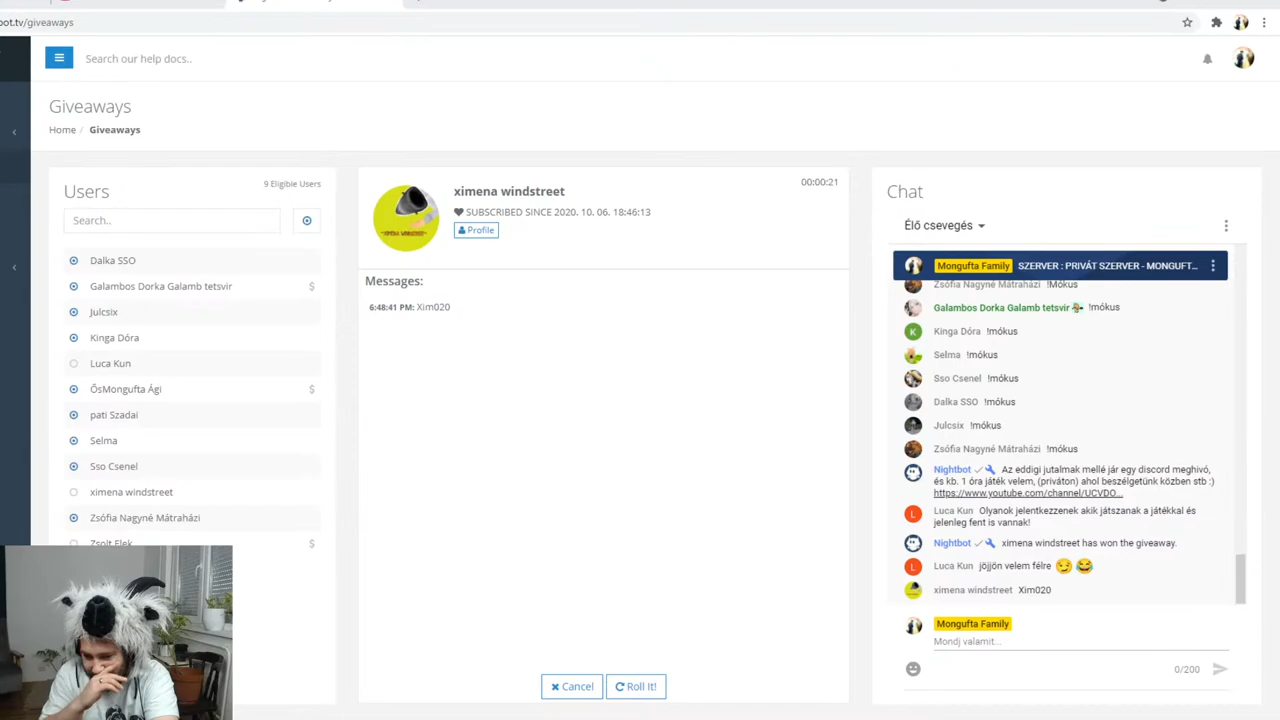 bot.tv/giveaways
Search our help docs..
Giveaways
Home / Giveaways
Users
9 Eligible Users
Search..
Dalka SSO
Galambos Dorka Galamb tetsvir $
Julcsix
Kinga Dóra
Luca Kun
ŐsMongufta Ági $
pati Szadai
Selma
Sso Csenel
ximena windstreet
Zsófia Nagyné Mátraházi
Zsolt Elek $
ximena windstreet
00:00:21
SUBSCRIBED SINCE 2020. 10. 06. 18:46:13
Profile
Messages:
6:48:41 PM: Xim020
Cancel
Roll It!
Chat
Élő csevegés
Mongufta Family SZERVER : PRIVÁT SZERVER - MONGUFT...
Zsófia Nagyné Mátraházi !Mókus
Galambos Dorka Galamb tetsvir !mókus
K Kinga Dóra !mókus
Selma !mókus
Sso Csenel !mókus
Dalka SSO !mókus
Julcsix !mókus
Zsófia Nagyné Mátraházi !mókus
Nightbot Az eddigi jutalmak mellé jár egy discord meghívó,
és kb. 1 óra játék velem, (priváton) ahol beszélgetünk közben stb :)
https://www.youtube.com/channel/UCVDO...
L Luca Kun Olyanok jelentkezzenek akik játszanak a játékkal és
jelenleg fent is vannak!
Nightbot ximena windstreet has won the giveaway.
L Luca Kun jöjjön velem félre
ximena windstreet Xim020
Mongufta Family
Mondj valamit...
0/200